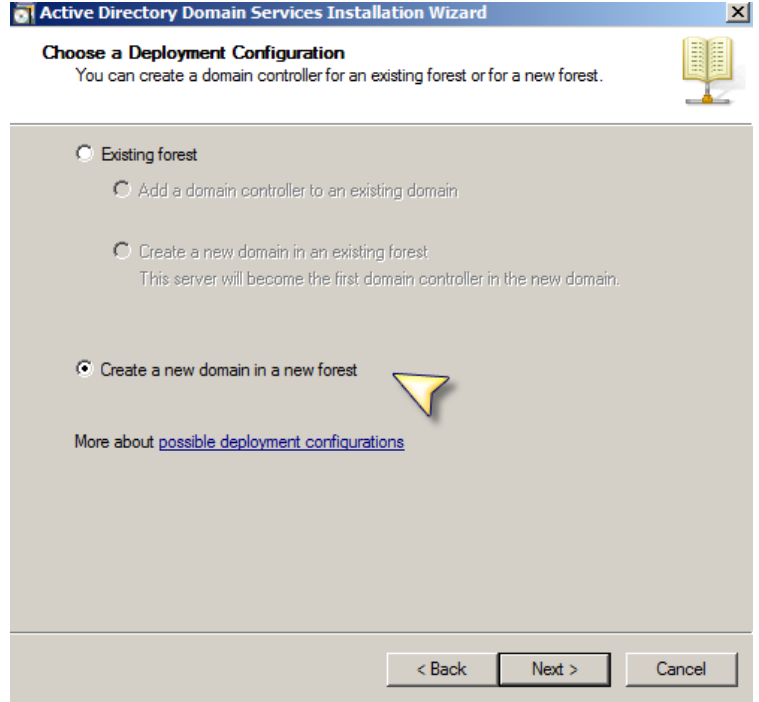 Active Directory Domain Services Installation Wizard
Choose a Deployment Configuration
You can create a domain controller for an existing forest or for a new forest.
Existing forest
Add a domain controller to an existing domain
Create a new domain in an existing forest
This server will become the first domain controller in the new domain.
Create a new domain in a new forest
More about possible deployment configurations
< Back Next > Cancel